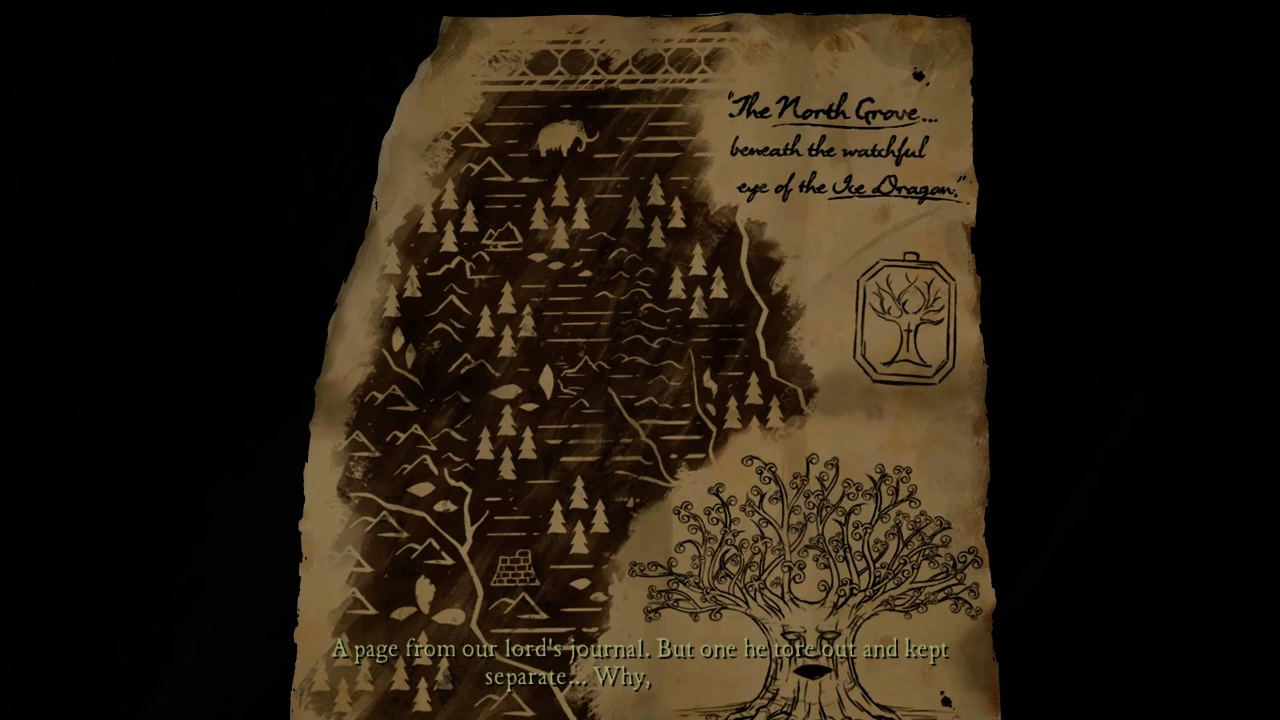 "The North Grove...
beneath the watchful
eye of the Ice Dragon."
A page from our lord's journal. But one he tore out and kept
separate... Why,